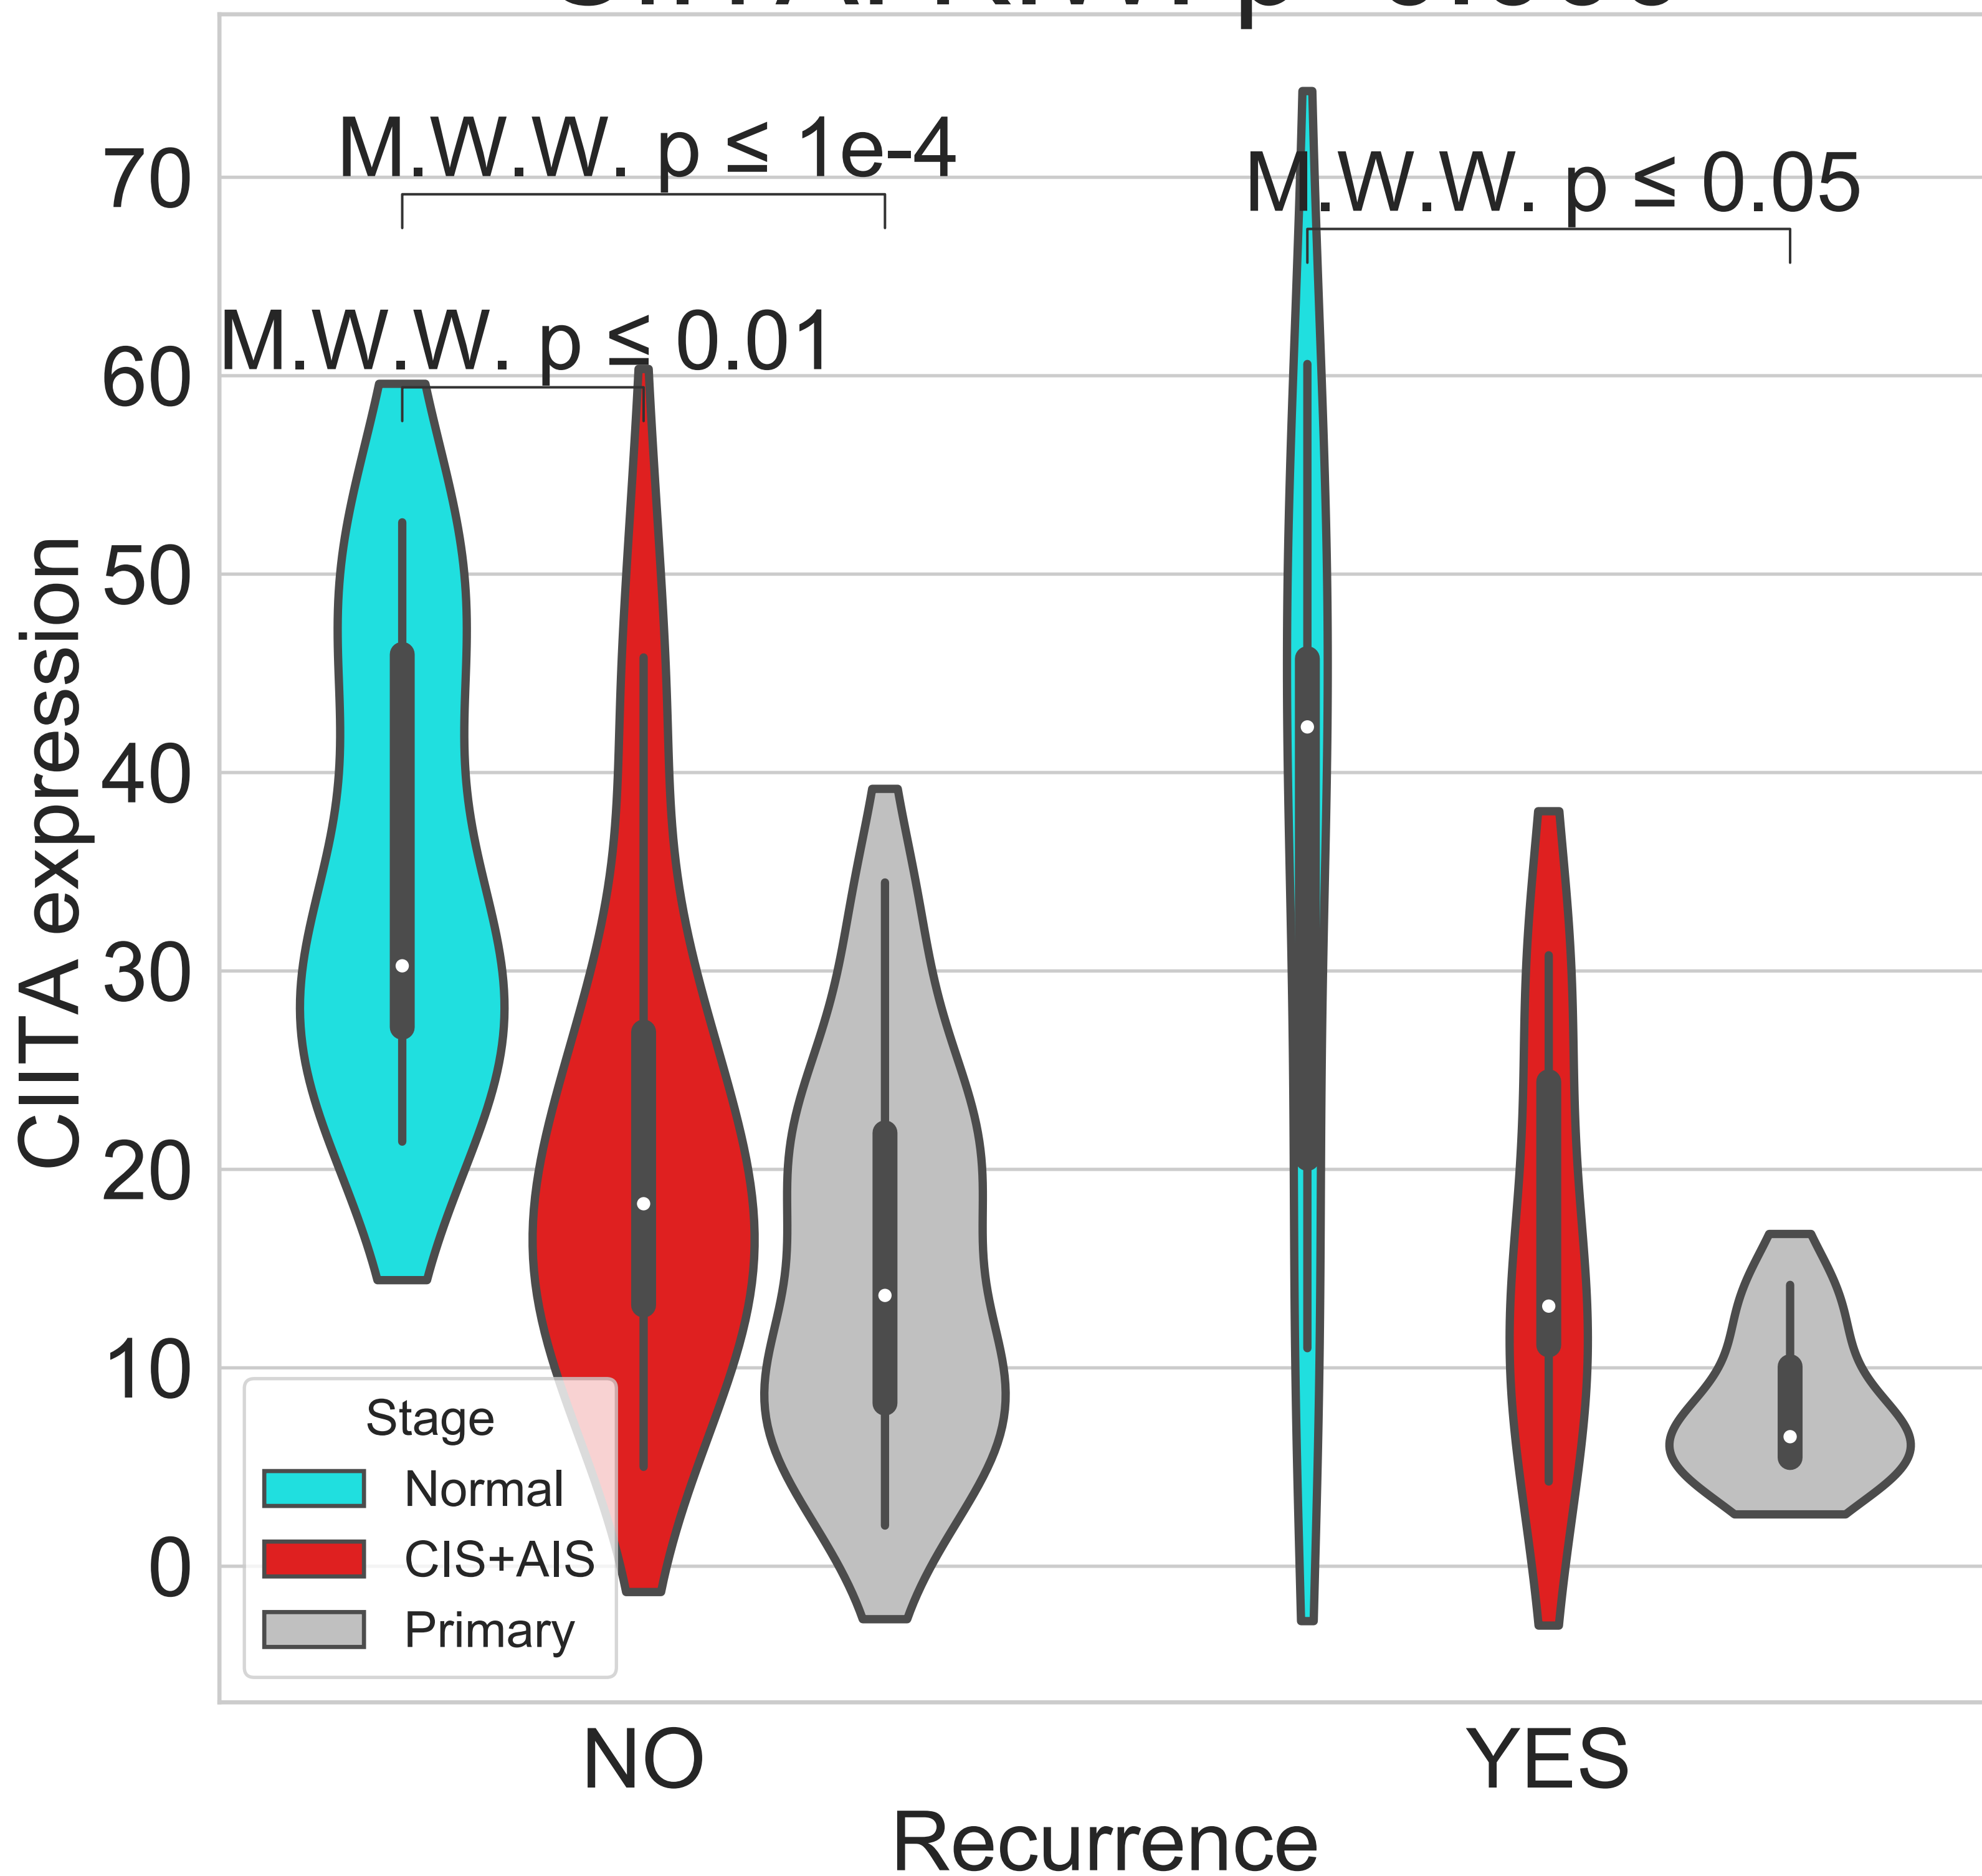 M.W.W. p ≤ 1e-4
M.W.W. p ≤ 0.05
M.W.W. p ≤ 0.01
CIITA expression
70
60
50
40
30
20
10
0
Stage
Normal
CIS+AIS
Primary
NO
YES
Recurrence